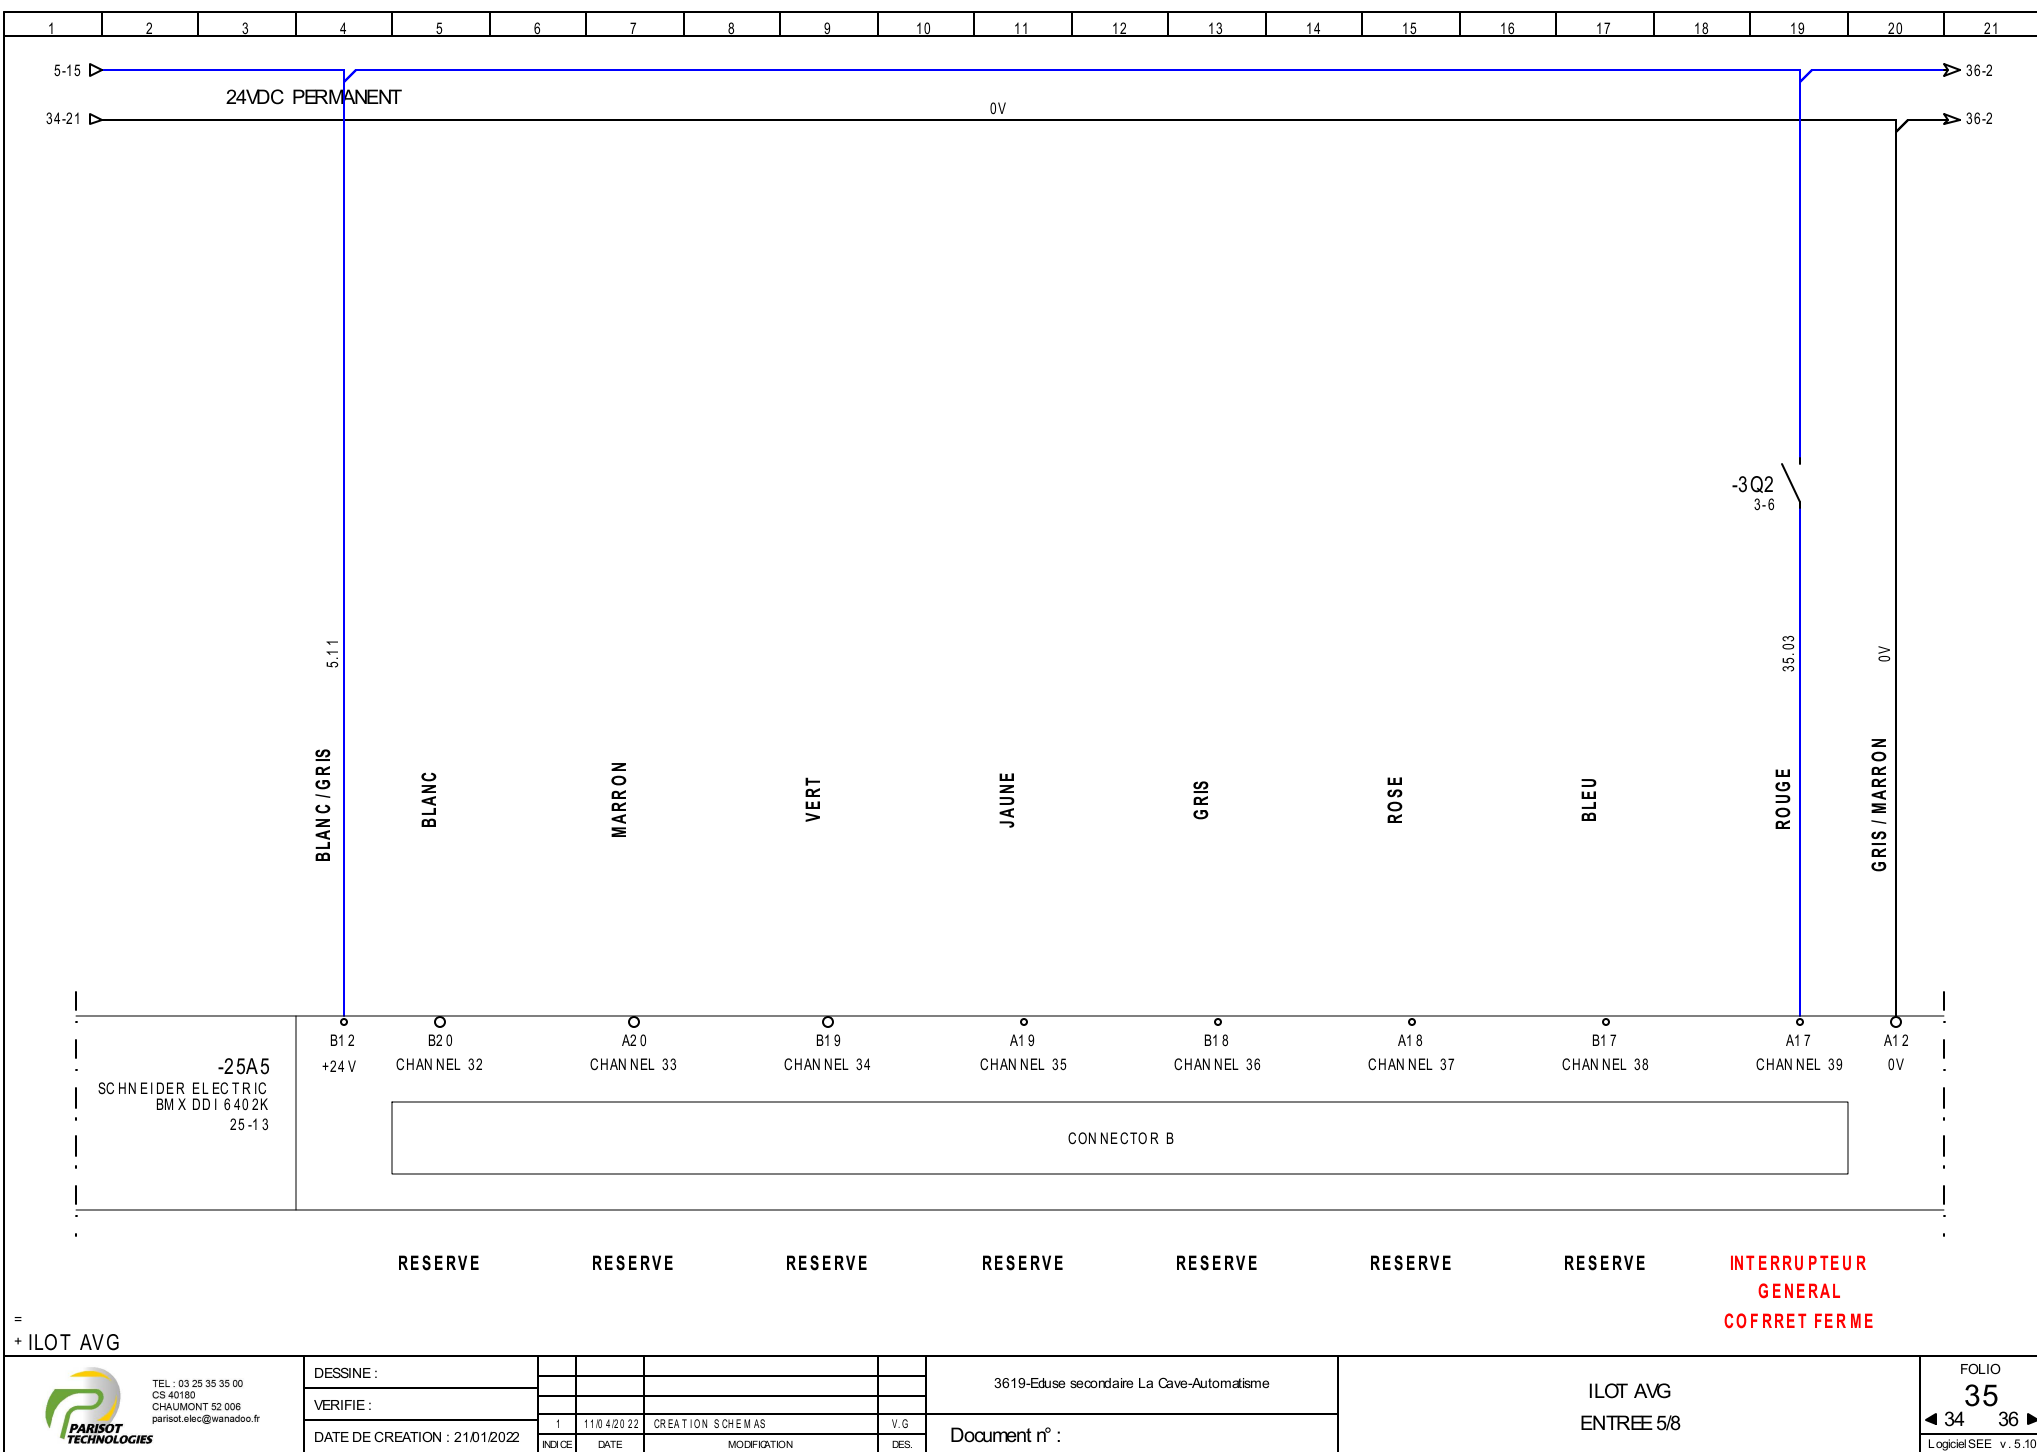 1 2 3 4 5 6 7 8 9 10 11 12 13 14 15 16 17 18 19 20 21
5-15 36-2
24VDC PERMANENT
0V
34-21 36-2
-3Q2
3-6
5.11 35.03 0V
BLANC/GRIS BLANC MARRON VERT JAUNE GRIS ROSE BLEU ROUGE GRIS / MARRON
B12 B20 A20 B19 A19 B18 A18 B17 A17 A12
+24V CHANNEL 32 CHANNEL 33 CHANNEL 34 CHANNEL 35 CHANNEL 36 CHANNEL 37 CHANNEL 38 CHANNEL 39 0V
-25A5
SCHNEIDER ELECTRIC
BMX DDI 6402K
25-13
CONNECTOR B
RESERVE RESERVE RESERVE RESERVE RESERVE RESERVE RESERVE INTERRUPTEUR
GENERAL
COFRRET FERME
=
+ ILOT AVG
PARISOT
TECHNOLOGIES
TEL : 03 25 35 35 00
CS 40180
CHAUMONT 52 006
parisot.elec@wanadoo.fr
DESSINE :
VERIFIE :
DATE DE CREATION : 21/01/2022
1 11/04/2022 CREATION SCHEMAS V.G
INDICE DATE MODIFICATION DES.
3619-Eduse secondaire La Cave-Automatisme
Document n° :
ILOT AVG
ENTREE 5/8
FOLIO
35
34 36
Logiciel SEE v. 5.10